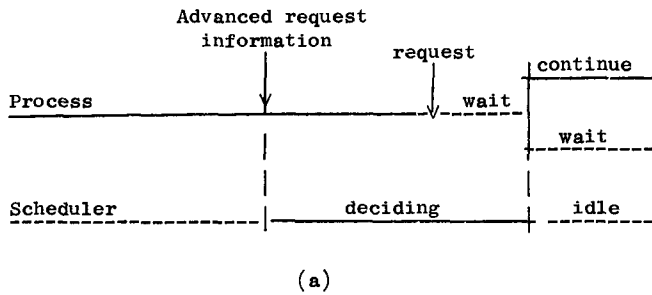 Advanced request
information
request
continue
Process
wait
wait
Scheduler
deciding
idle
(a)